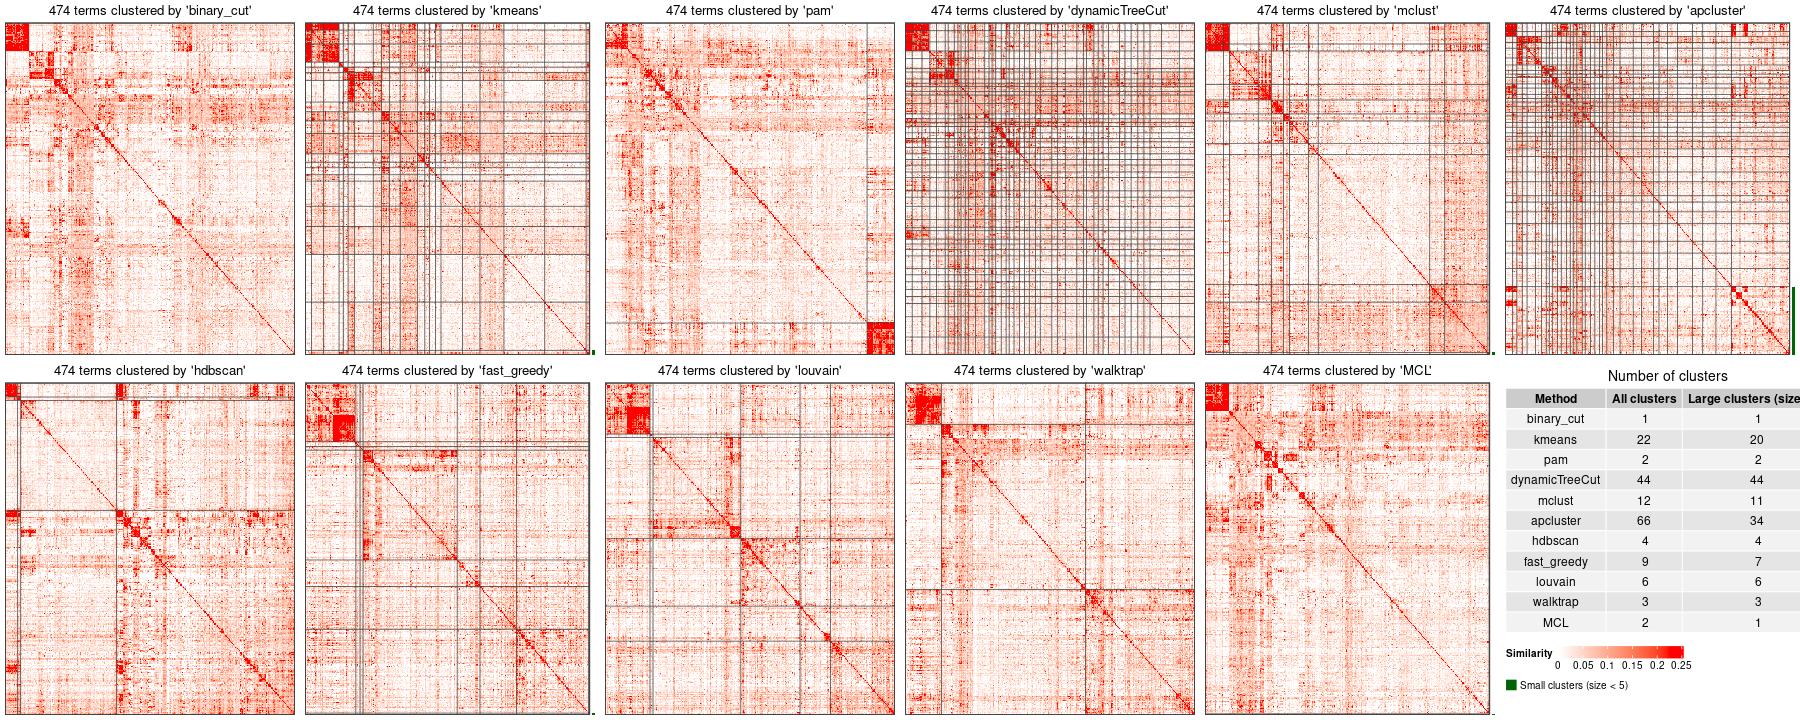 474 terms clustered by 'binary_cut'
474 terms clustered by 'kmeans'
474 terms clustered by 'pam'
474 terms clustered by 'dynamicTreeCut'
474 terms clustered by 'mclust'
474 terms clustered by 'apcluster'
474 terms clustered by 'hdbscan'
474 terms clustered by 'fast_greedy'
474 terms clustered by 'louvain'
474 terms clustered by 'walktrap'
474 terms clustered by 'MCL'
Number of clusters
Method All clusters Large clusters (size
binary_cut 1 1
kmeans 22 20
pam 2 2
dynamicTreeCut 44 44
mclust 12 11
apcluster 66 34
hdbscan 4 4
fast_greedy 9 7
louvain 6 6
walktrap 3 3
MCL 2 1
Similarity
0 0.05 0.1 0.15 0.2 0.25
Small clusters (size < 5)